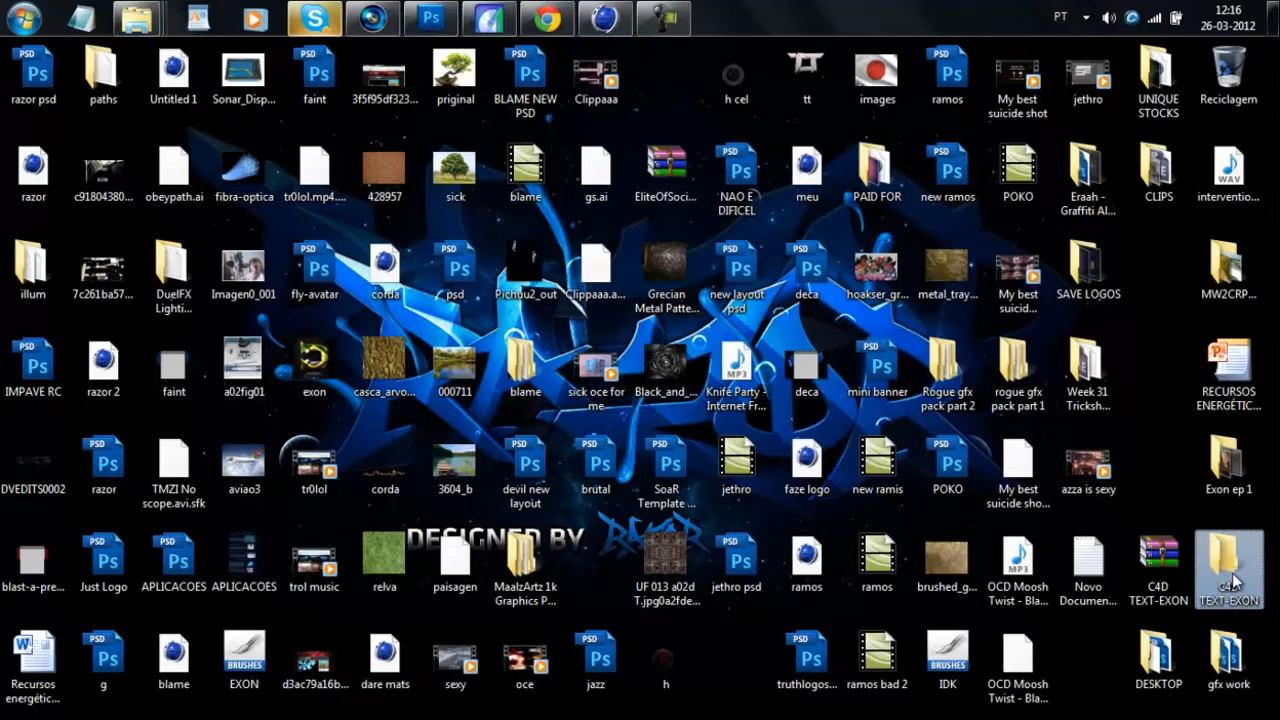 PT
12:16
26-03-2012
razor psd
paths
Untitled 1
Sonar_Disp...
faint
3f5f95df323...
priginal
BLAME NEW
PSD
Clippaaa
h cel
tt
images
ramos
My best
suicide shot
jethro
UNIQUE
STOCKS
Reciclagem
razor
c91804380...
obeypath.ai
fibra-optica
tr0lol.mp4....
428957
sick
blame
gs.ai
EliteOfSoci...
NAO E
DIFICEL
meu
PAID FOR
new ramos
POKO
Eraah -
Graffiti Al...
CLIPS
interventio...
illum
7c261ba57...
DuelFX
Lighti...
Imagen0_001
fly-avatar
corda
psd
Pichuu2_out
Clippaaa.a...
Grecian
Metal Patte...
new layout
psd
deca
hoakser_gr...
metal_tray...
My best
suicid...
SAVE LOGOS
MW2CRP...
IMPAVE RC
razor 2
faint
a02fig01
exon
casca_arvo...
000711
blame
sick oce for
me
Black_and_...
Knife Party -
Internet Fr...
deca
mini banner
Rogue gfx
pack part 2
rogue gfx
pack part 1
Week 31
Tricksh...
RECURSOS
ENERGÉTIC...
DVEDITS0002
razor
TMZI No
scope.avi.sfk
aviao3
tr0lol
corda
3604_b
devil new
layout
brutal
SoaR
Template ...
jethro
faze logo
new ramis
POKO
My best
suicide sho...
azza is sexy
Exon ep 1
DESIGNED BY RAZOR
blast-a-pre...
Just Logo
APLICACOES
APLICACOES
trol music
relva
paisagen
MaalzArtz 1k
Graphics P...
UF 013 a02d
T.jpg0a2fde...
jethro psd
ramos
ramos
brushed_g...
OCD Moosh
Twist - Bla...
Novo
Documen...
C4D
TEXT-EXON
C4D
TEXT-EXON
Recursos
energétic...
g
blame
BRUSHES
EXON
d3ac79a16b...
dare mats
sexy
oce
jazz
h
truthlogos...
ramos bad 2
BRUSHES
IDK
OCD Moosh
Twist - Bla...
DESKTOP
gfx work